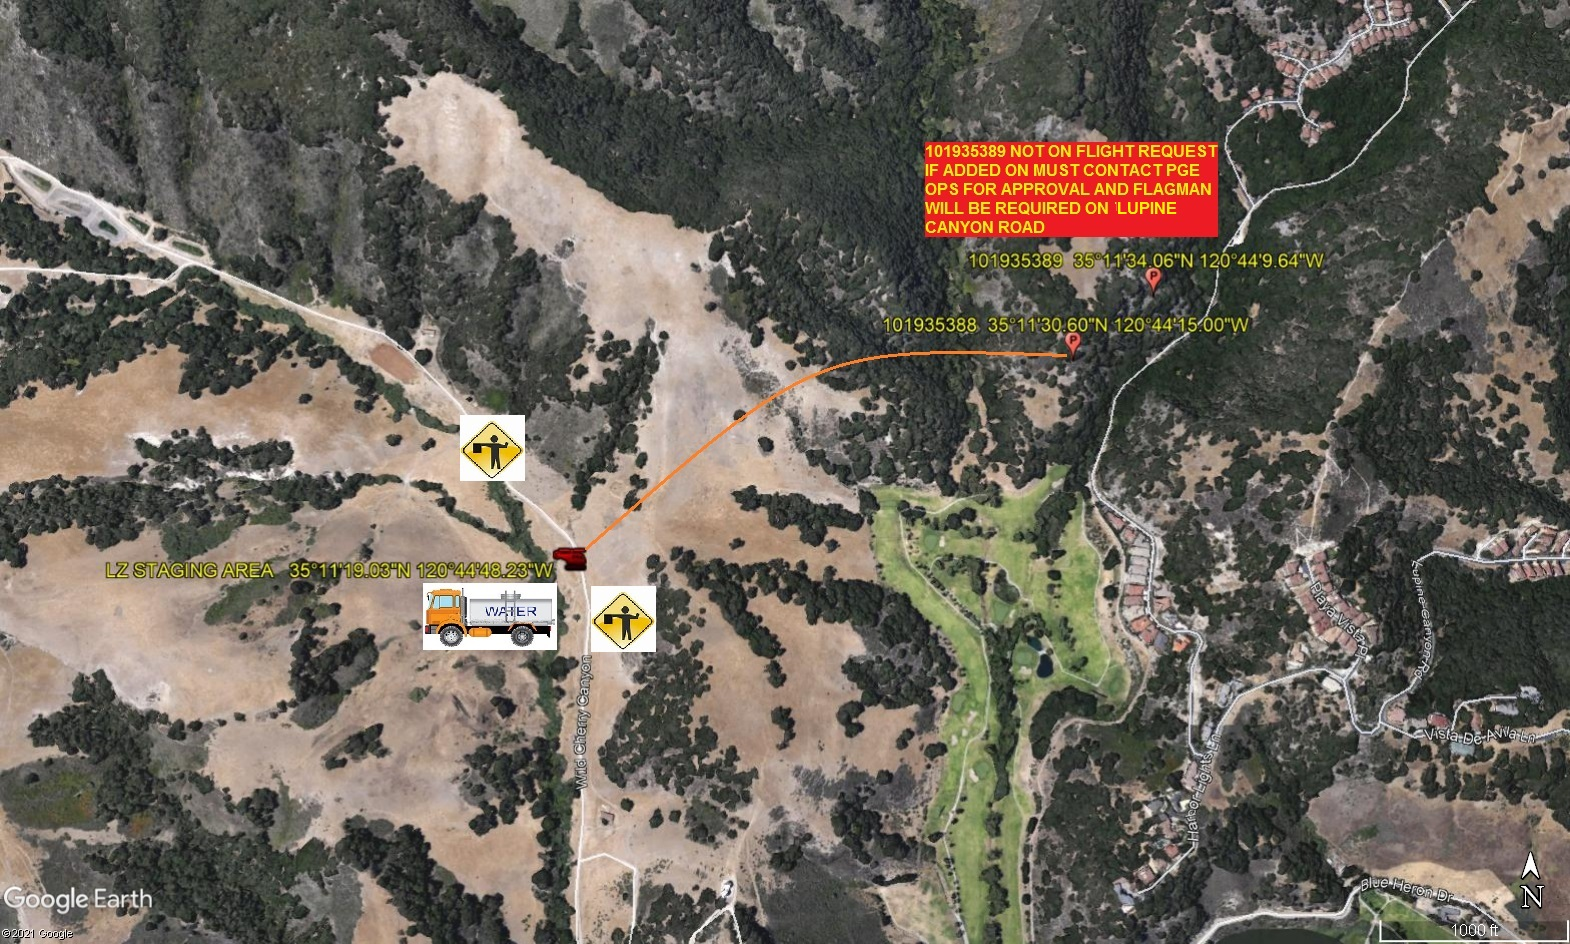 101935389 NOT ON FLIGHT REQUEST
IF ADDED ON MUST CONTACT PGE
OPS FOR APPROVAL AND FLAGMAN
WILL BE REQUIRED ON 'LUPINE
CANYON ROAD
101935389 35°11'34.06"N 120°44'9.64"W
101935388 35°11'30.60"N 120°44'15.00"W
LZ STAGING AREA 35°11'19.03"N 120°44'48.23"W
WATER
Wild Cherry Canyon
Lupine Canyon Rd
Playa Vista Pl
Vista De Avila Ln
Harbor Lights Ln
Blue Heron Dr
N
1000 ft
Google Earth
©2021 Google